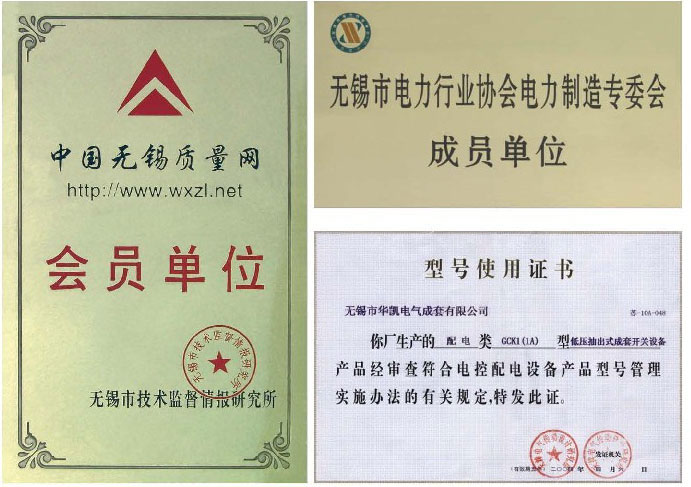 中国无锡质量网
http://www.wxzl.net
会员单位
无锡市技术监督情报研究所
无锡市电力行业协会电力制造专委会
成员单位
型号使用证书
无锡市华凯电气成套有限公司
你厂生产的 配电 类 GCK1(1A) 型 低压抽出式成套开关设备
产品经审查符合电控配电设备产品型号管理
实施办法的有关规定,特发此证。
发证机关